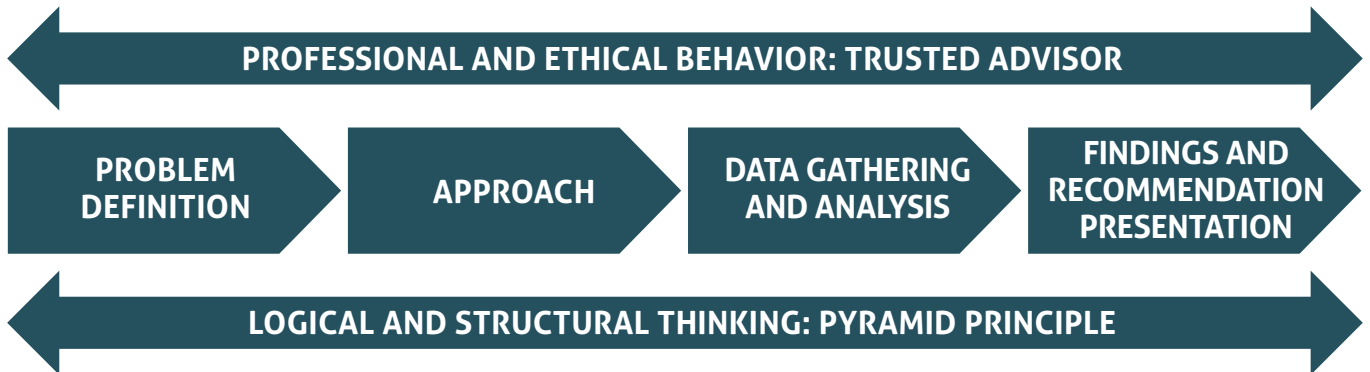 PROFESSIONAL AND ETHICAL BEHAVIOR: TRUSTED ADVISOR
PROBLEM
DEFINITION
APPROACH
DATA GATHERING
AND ANALYSIS
FINDINGS AND
RECOMMENDATION
PRESENTATION
LOGICAL AND STRUCTURAL THINKING: PYRAMID PRINCIPLE